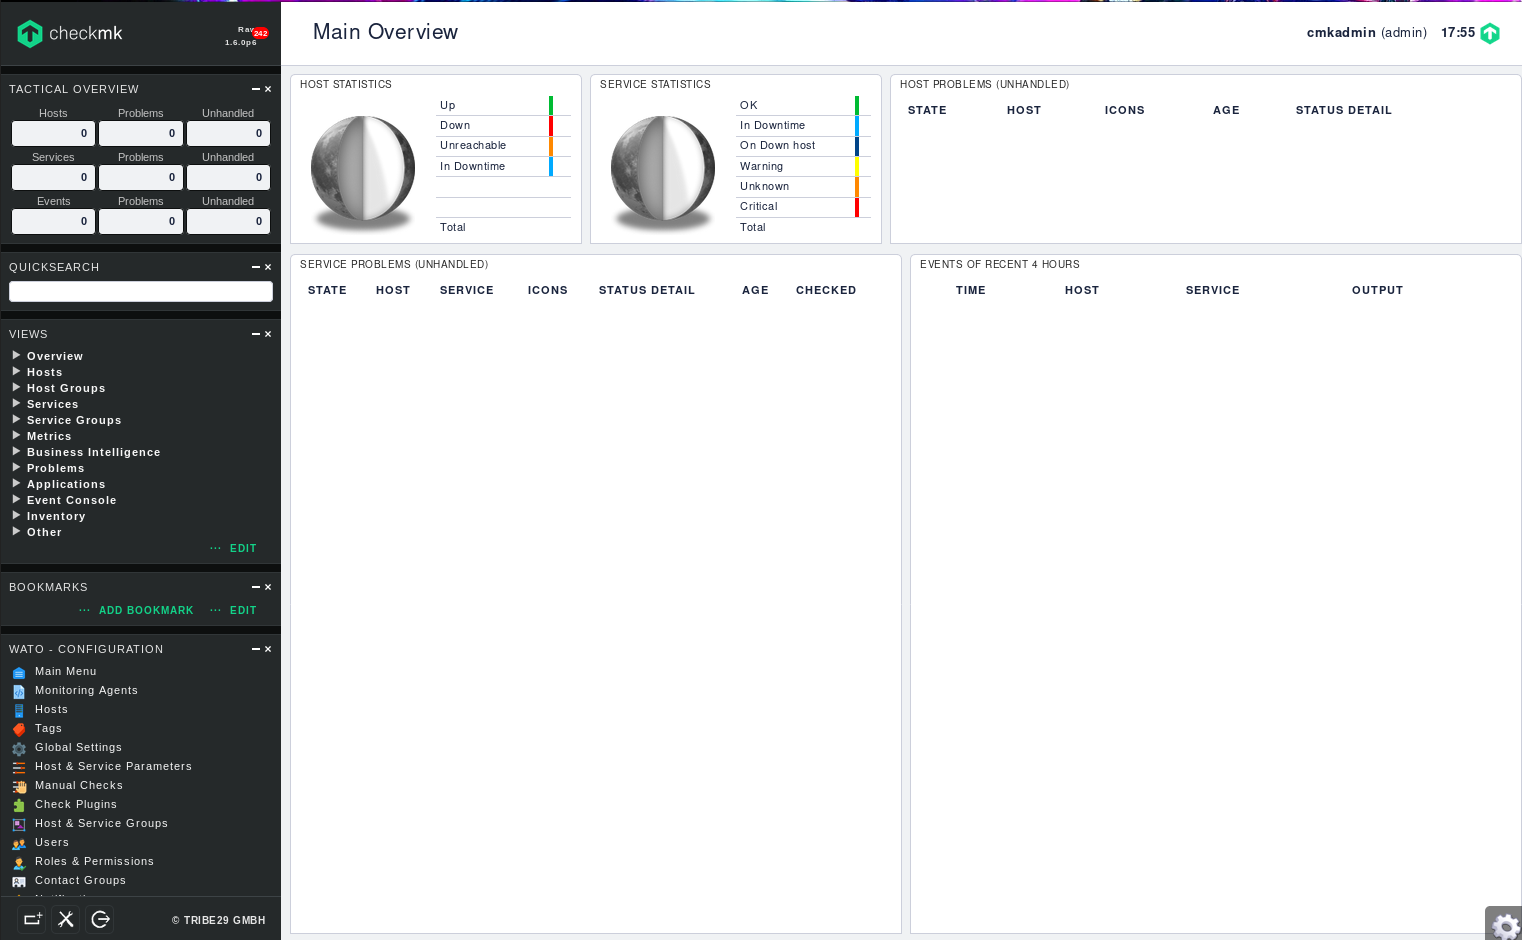 checkmk
Raw
242
1.6.0p6
Main Overview
cmkadmin (admin) 17:55
TACTICAL OVERVIEW
Hosts Problems Unhandled
0 0 0
Services Problems Unhandled
0 0 0
Events Problems Unhandled
0 0 0
QUICKSEARCH
VIEWS
Overview
Hosts
Host Groups
Services
Service Groups
Metrics
Business Intelligence
Problems
Applications
Event Console
Inventory
Other
EDIT
BOOKMARKS
ADD BOOKMARK EDIT
WATO - CONFIGURATION
Main Menu
Monitoring Agents
Hosts
Tags
Global Settings
Host & Service Parameters
Manual Checks
Check Plugins
Host & Service Groups
Users
Roles & Permissions
Contact Groups
© TRIBE29 GMBH
HOST STATISTICS
Up
Down
Unreachable
In Downtime
Total
SERVICE STATISTICS
OK
In Downtime
On Down host
Warning
Unknown
Critical
Total
HOST PROBLEMS (UNHANDLED)
STATE HOST ICONS AGE STATUS DETAIL
SERVICE PROBLEMS (UNHANDLED)
STATE HOST SERVICE ICONS STATUS DETAIL AGE CHECKED
EVENTS OF RECENT 4 HOURS
TIME HOST SERVICE OUTPUT